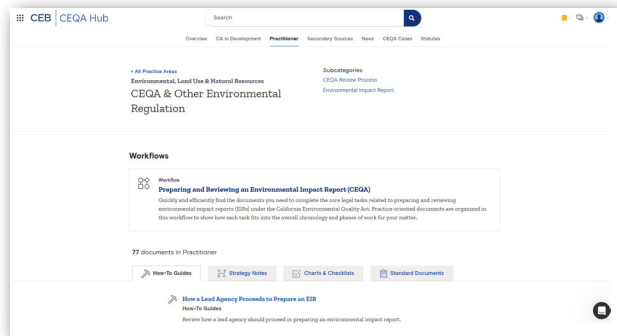 CEB CEQA Hub
Search
Overview CA in Development Practitioner Secondary Sources News CEQA Cases Statutes
« All Practice Areas
Environmental, Land Use & Natural Resources
CEQA & Other Environmental
Regulation
Subcategories
CEQA Review Process
Environmental Impact Report
Workflows
Workflow
Preparing and Reviewing an Environmental Impact Report (CEQA)
Quickly and efficiently find the documents you need to complete the core legal tasks related to preparing and reviewing
environmental impact reports (EIRs) under the California Environmental Quality Act. Practice-oriented documents are organized in
this workflow to show how each task fits into the overall chronology and phases of work for your matter.
77 documents in Practitioner
How-To Guides Strategy Notes Charts & Checklists Standard Documents
How a Lead Agency Proceeds to Prepare an EIR
How-To Guides
Review how a lead agency should proceed in preparing an environmental impact report.